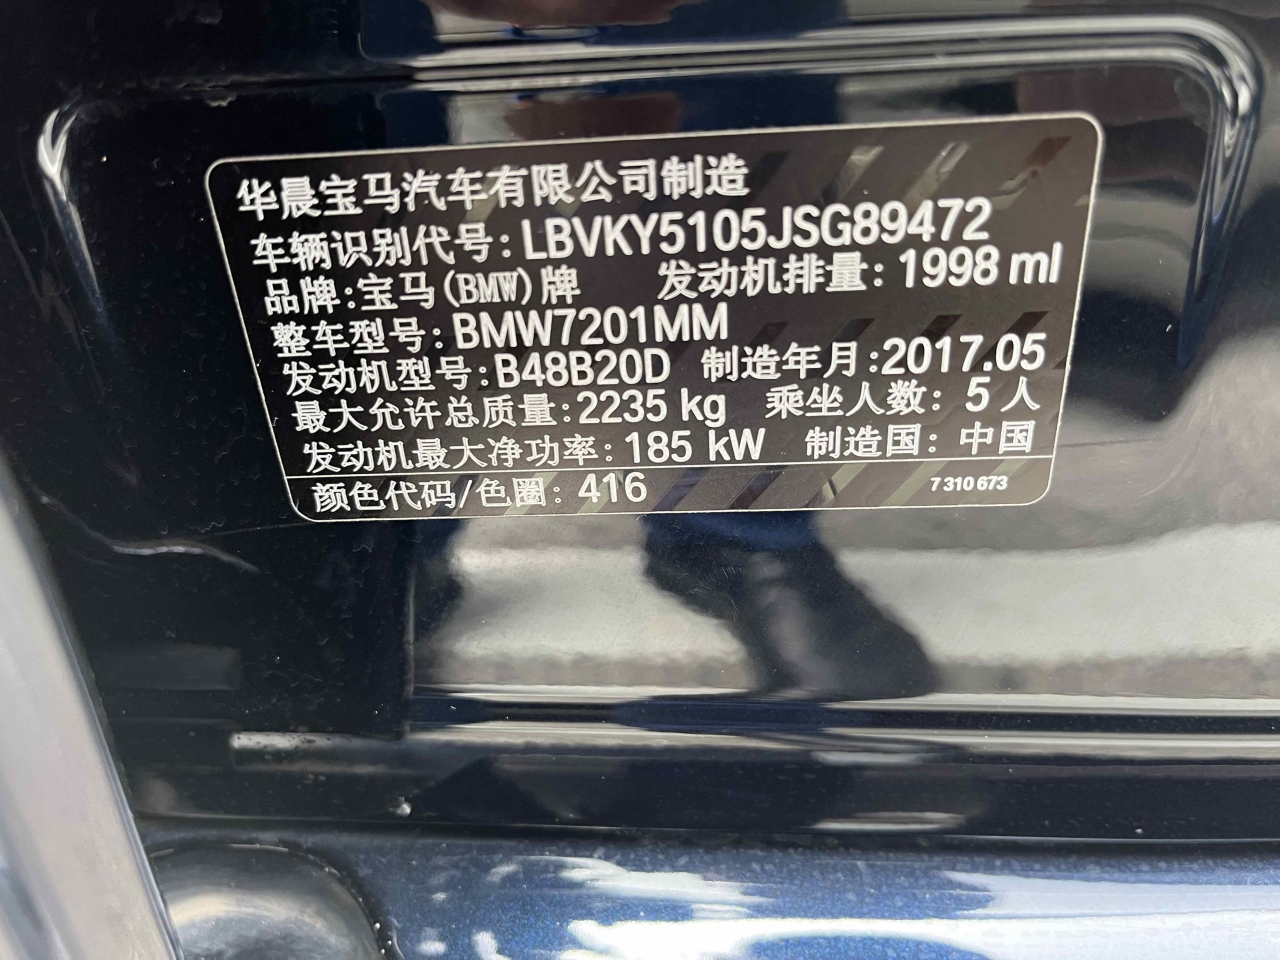 华晨宝马汽车有限公司制造
车辆识别代号: LBVKY5105JSG89472
品牌:宝马(BMW)牌 发动机排量: 1998 ml
整车型号: BMW7201MM
发动机型号: B48B20D 制造年月:2017.05
最大允许总质量: 2235 kg 乘坐人数: 5 人
发动机最大净功率: 185 kW 制造国: 中国
颜色代码/色圈: 416 7 310 673